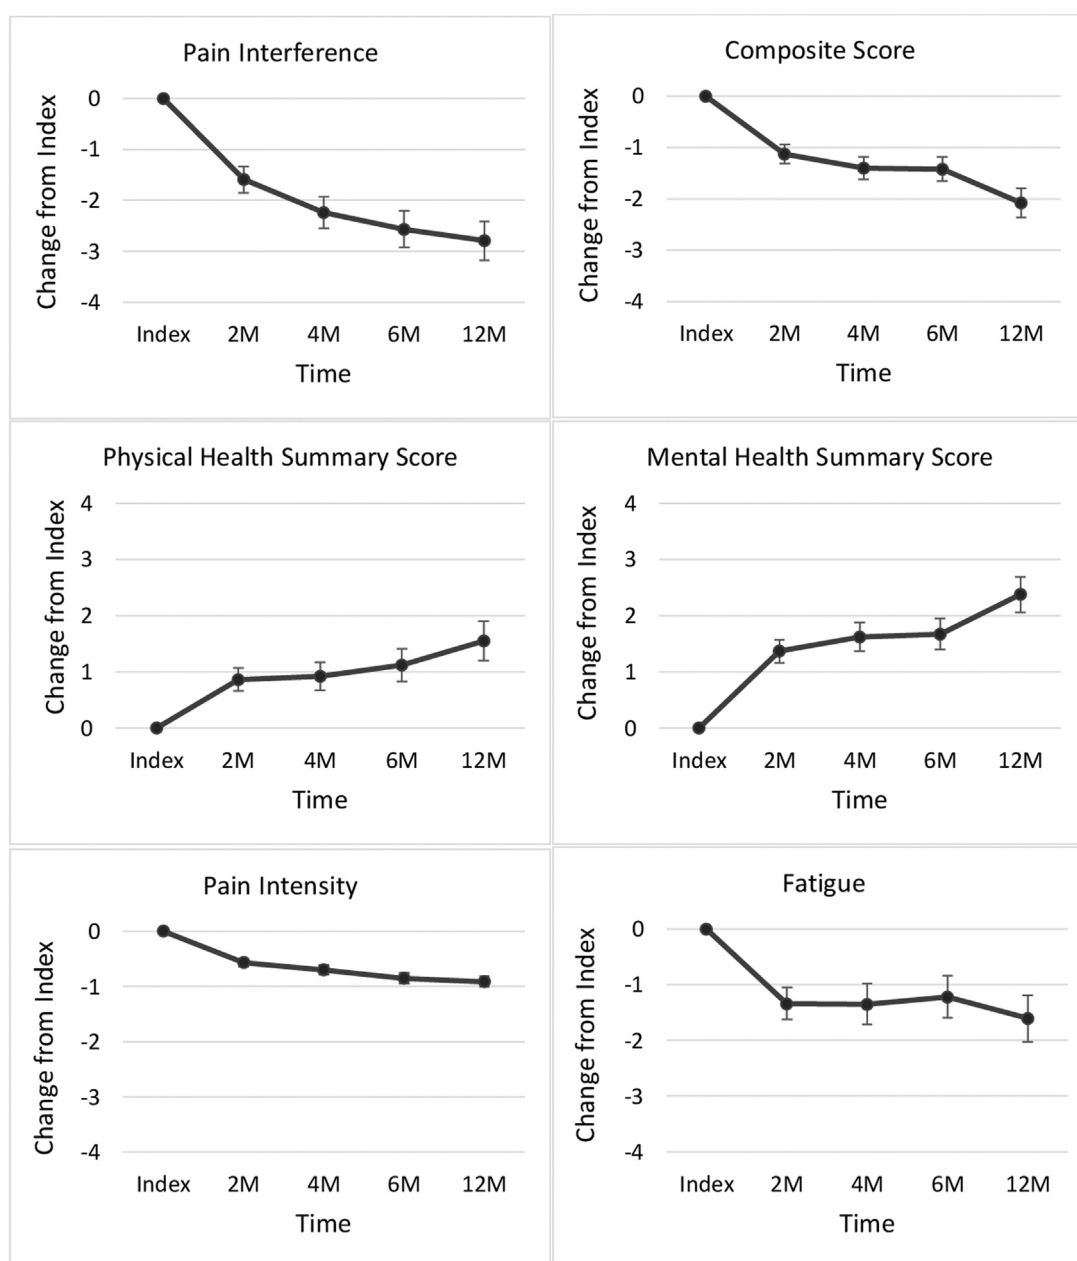 Pain Interference
Change from Index
0
-1
-2
-3
-4
Index 2M 4M 6M 12M
Time
Composite Score
Change from Index
0
-1
-2
-3
-4
Index 2M 4M 6M 12M
Time
Physical Health Summary Score
Change from Index
4
3
2
1
0
Index 2M 4M 6M 12M
Time
Mental Health Summary Score
Change from Index
4
3
2
1
0
Index 2M 4M 6M 12M
Time
Pain Intensity
Change from Index
0
-1
-2
-3
-4
Index 2M 4M 6M 12M
Time
Fatigue
Change from Index
0
-1
-2
-3
-4
Index 2M 4M 6M 12M
Time